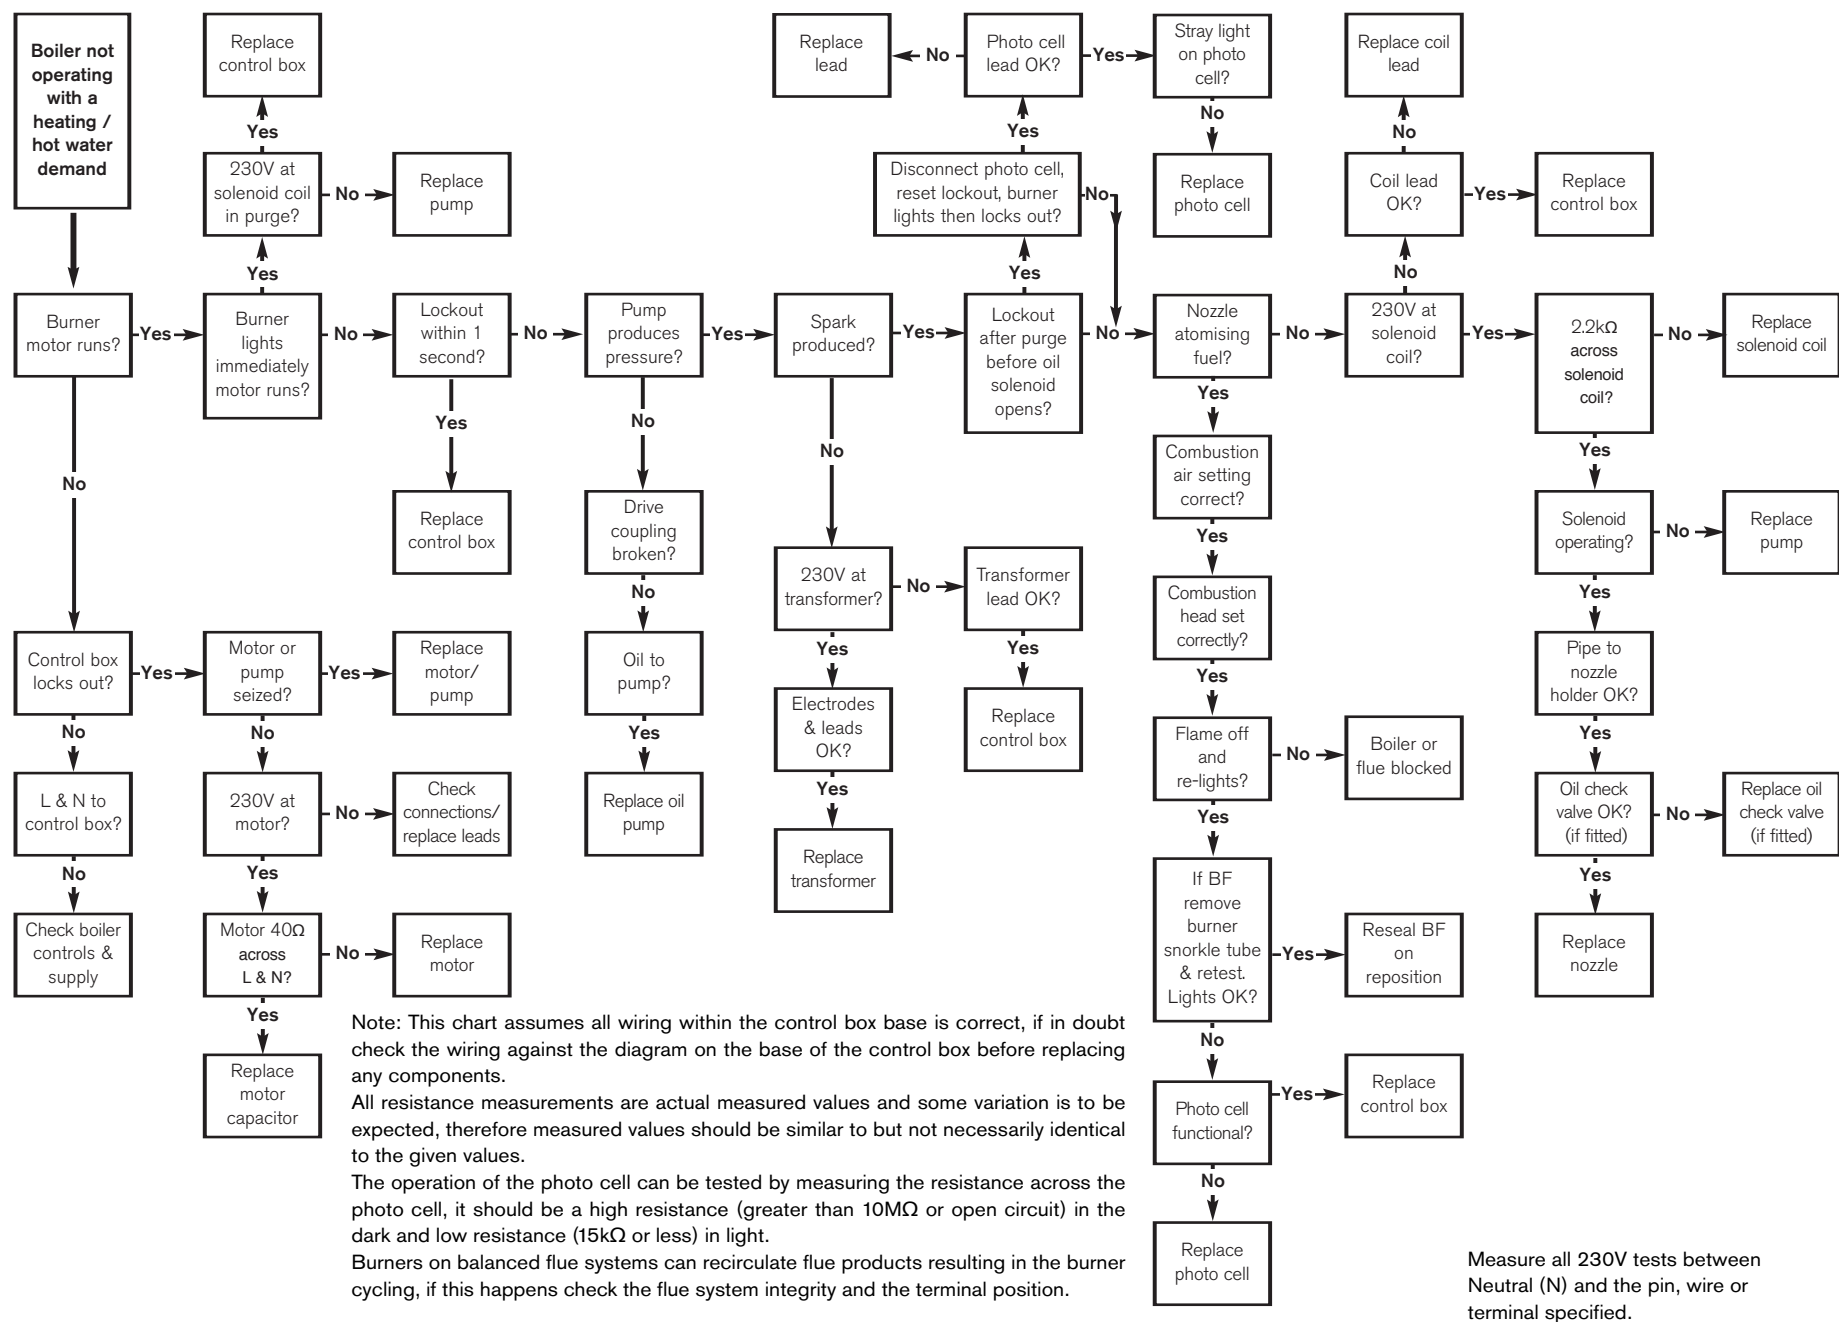 Boiler not
operating
with a
heating /
hot water
demand
Replace
control box
Replace
lead
No
Photo cell
lead OK?
Yes
Stray light
on photo
cell?
Replace coil
lead
Yes
Yes
No
No
230V at
solenoid coil
in purge?
No
Replace
pump
Disconnect photo cell,
reset lockout, burner
lights then locks out?
No
Replace
photo cell
Coil lead
OK?
Yes
Replace
control box
Yes
Yes
No
Burner
motor runs?
Yes
Burner
lights
immediately
motor runs?
No
Lockout
within 1
second?
No
Pump
produces
pressure?
Yes
Spark
produced?
Yes
Lockout
after purge
before oil
solenoid
opens?
No
Nozzle
atomising
fuel?
No
230V at
solenoid
coil?
Yes
2.2kΩ
across
solenoid
coil?
No
Replace
solenoid coil
No
Yes
No
No
Yes
Yes
Replace
control box
Drive
coupling
broken?
Combustion
air setting
correct?
Solenoid
operating?
No
Replace
pump
No
Yes
Yes
230V at
transformer?
No
Transformer
lead OK?
Combustion
head set
correctly?
Control box
locks out?
Yes
Motor or
pump
seized?
Yes
Replace
motor/
pump
Oil to
pump?
Yes
Yes
Yes
Pipe to
nozzle
holder OK?
No
No
Yes
Electrodes
& leads
OK?
Replace
control box
Flame off
and
re-lights?
No
Boiler or
flue blocked
Yes
L & N to
control box?
230V at
motor?
No
Check
connections/
replace leads
Replace oil
pump
Yes
Yes
Oil check
valve OK?
(if fitted)
No
Replace oil
check valve
(if fitted)
No
Yes
Replace
transformer
If BF
remove
burner
snorkle tube
& retest.
Lights OK?
Yes
Reseal BF
on
reposition
Yes
Check boiler
controls &
supply
Motor 40Ω
across
L & N?
No
Replace
motor
Replace
nozzle
Yes
No
Replace
motor
capacitor
Photo cell
functional?
Yes
Replace
control box
No
Replace
photo cell
Note: This chart assumes all wiring within the control box base is correct, if in doubt
check the wiring against the diagram on the base of the control box before replacing
any components.
All resistance measurements are actual measured values and some variation is to be
expected, therefore measured values should be similar to but not necessarily identical
to the given values.
The operation of the photo cell can be tested by measuring the resistance across the
photo cell, it should be a high resistance (greater than 10MΩ or open circuit) in the
dark and low resistance (15kΩ or less) in light.
Burners on balanced flue systems can recirculate flue products resulting in the burner
cycling, if this happens check the flue system integrity and the terminal position.
Measure all 230V tests between
Neutral (N) and the pin, wire or
terminal specified.